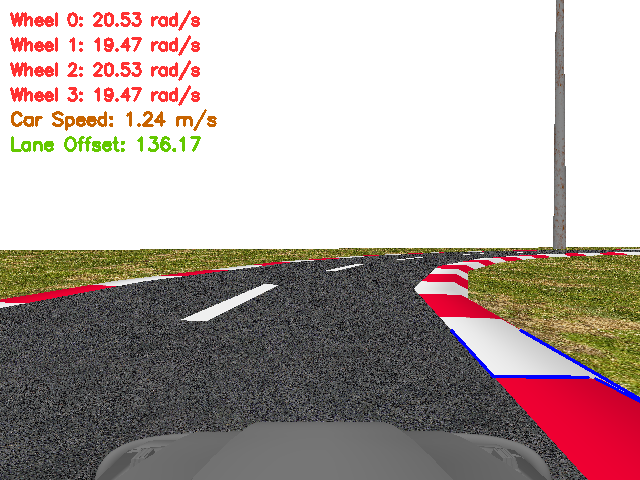 Wheel 0: 20.53 rad/s
Wheel 1: 19.47 rad/s
Wheel 2: 20.53 rad/s
Wheel 3: 19.47 rad/s
Car Speed: 1.24 m/s
Lane Offset: 136.17